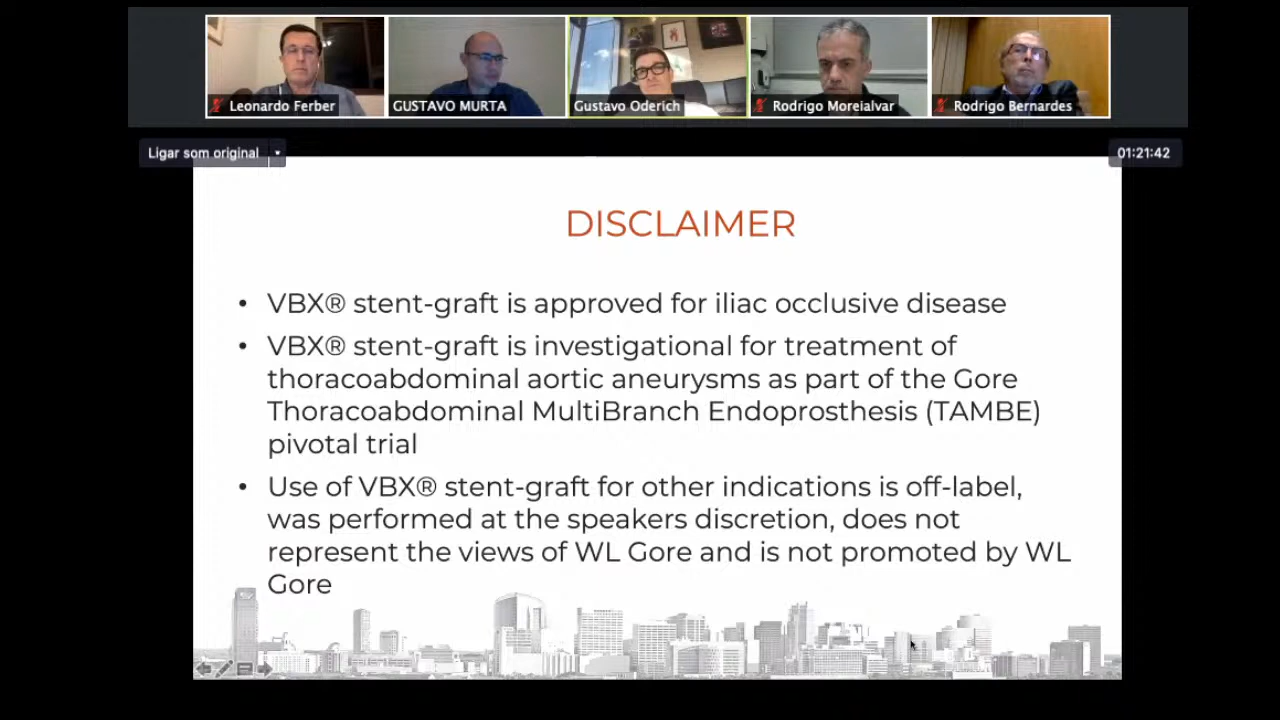 Leonardo Ferber
GUSTAVO MURTA
Gustavo Oderich
Rodrigo Moreialvar
Rodrigo Bernardes
Ligar som original
01:21:42
DISCLAIMER
• VBX® stent-graft is approved for iliac occlusive disease
• VBX® stent-graft is investigational for treatment of
thoracoabdominal aortic aneurysms as part of the Gore
Thoracoabdominal MultiBranch Endoprosthesis (TAMBE)
pivotal trial
• Use of VBX® stent-graft for other indications is off-label,
was performed at the speakers discretion, does not
represent the views of WL Gore and is not promoted by WL
Gore